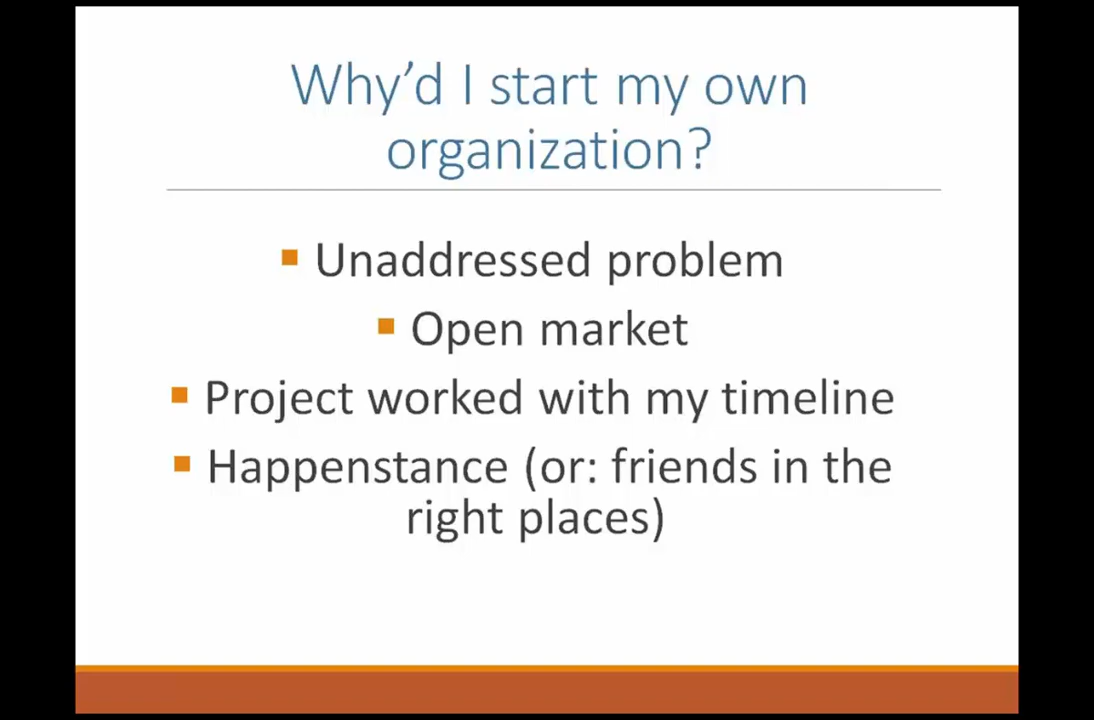 Why’d I start my own
organization?
▪ Unaddressed problem
▪ Open market
▪ Project worked with my timeline
▪ Happenstance (or: friends in the
right places)